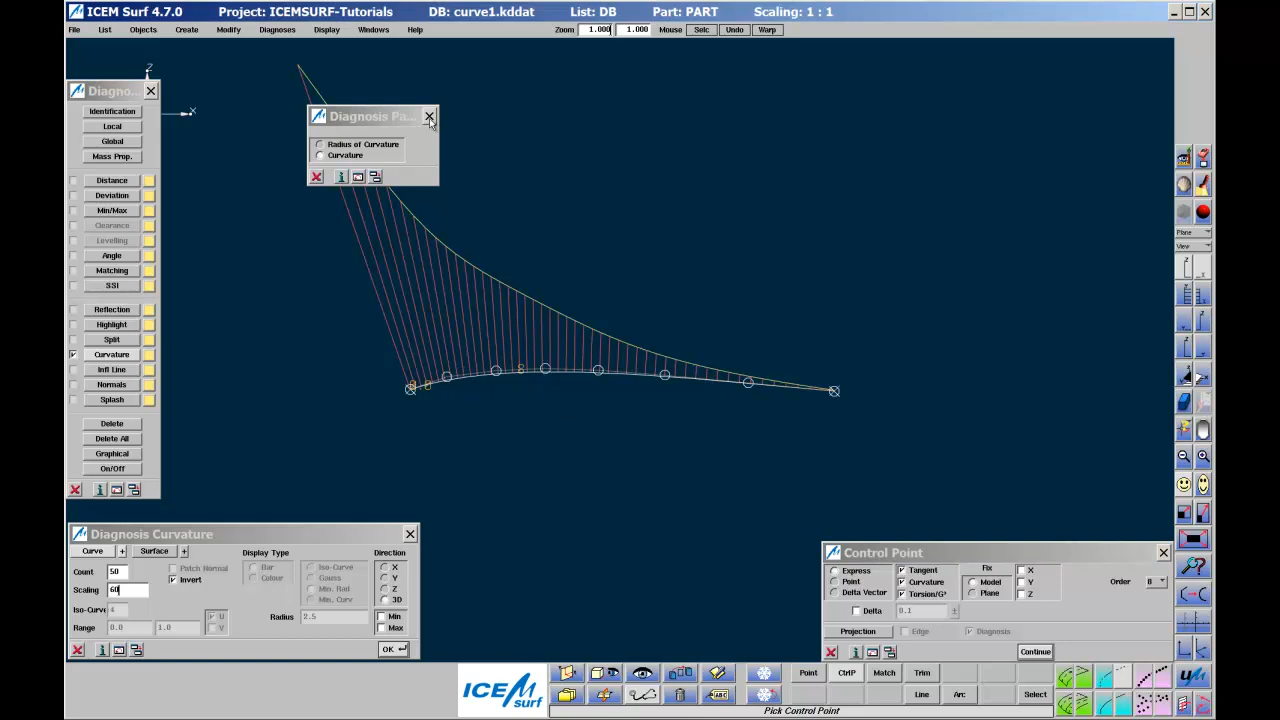 ICEM Surf 4.7.0 Project: ICEMSURF-Tutorials DB: curve1.kddat List: DB Part: PART Scaling: 1 : 1
File List Objects Create Modify Diagnoses Display Windows Help Zoom 1.000 1.000 Mouse Selc Undo Warp
Z
X
Diagno...
Identification
Local
Global
Mass Prop.
Distance
Deviation
Min/Max
Clearance
Levelling
Angle
Matching
SSI
Reflection
Highlight
Split
Curvature
Infl Line
Normals
Splash
Delete
Delete All
Graphical
On/Off
Diagnosis Pa...
Radius of Curvature
Curvature
Plane
View
Diagnosis Curvature
Curve + Surface + Display Type Direction
Count 50 Patch Normal Bar Iso-Curve X
Invert Colour Gauss Y
Scaling 60 Min. Rad Z
Min. Curv 3D
Iso-Curve 4 U Radius 2.5 Min
Range 0.0 1.0 V Max
OK
Control Point
Express Tangent Fix X
Point Curvature Model Y Order 8
Delta Vector Torsion/G³ Plane Z
Delta 0.1 ±
Projection Edge Diagnosis
Continue
ICEM surf
Point CtrlP Match Trim
ABC Line Arc Select
Pick Control Point